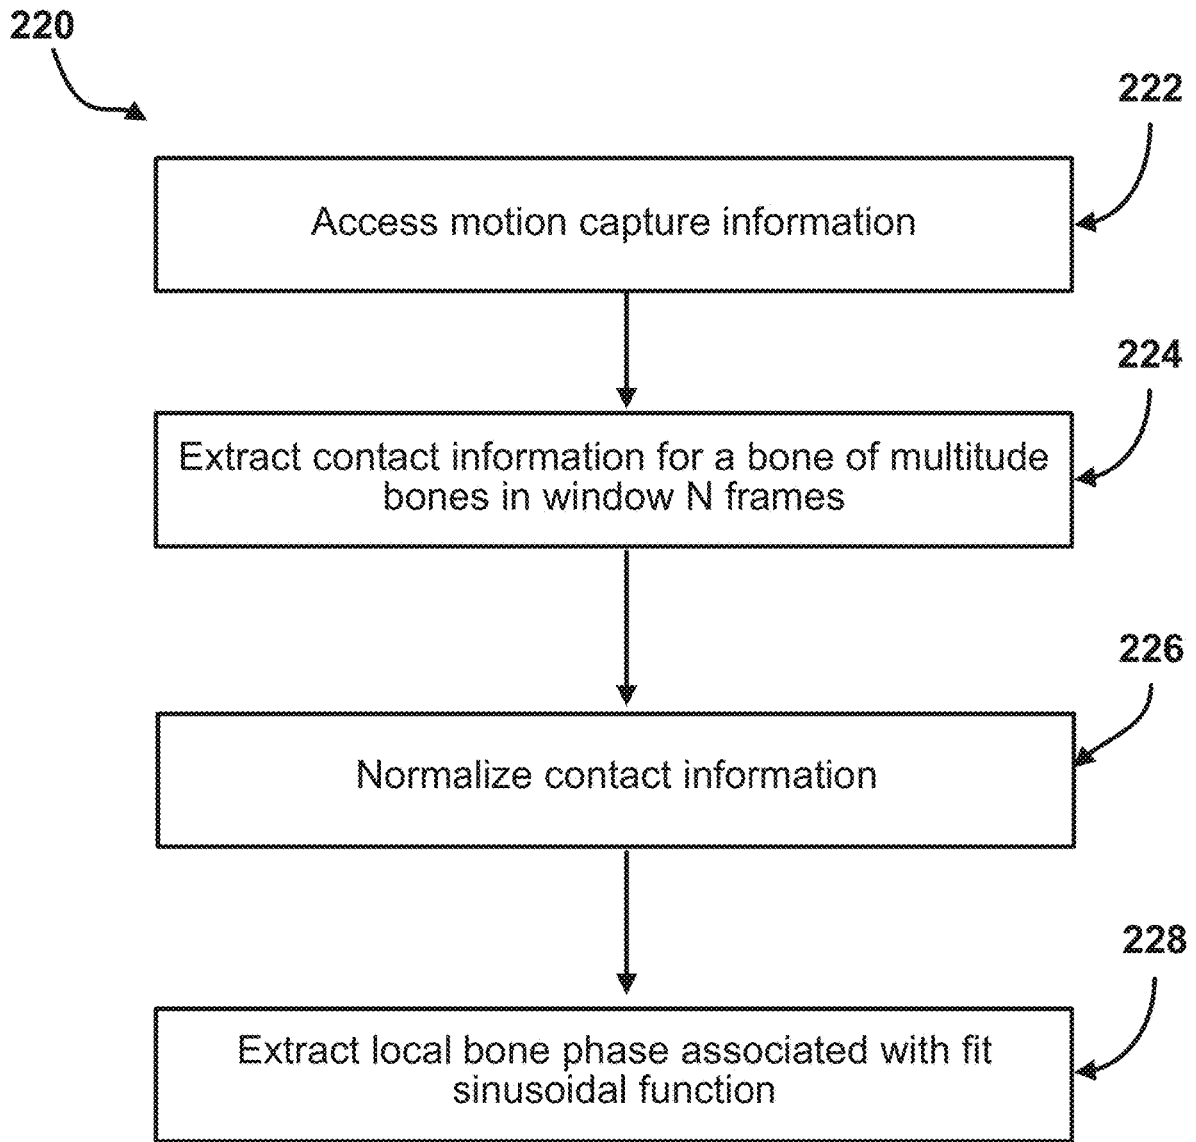 220
222
Access motion capture information
224
Extract contact information for a bone of multitude
bones in window N frames
226
Normalize contact information
228
Extract local bone phase associated with fit
sinusoidal function